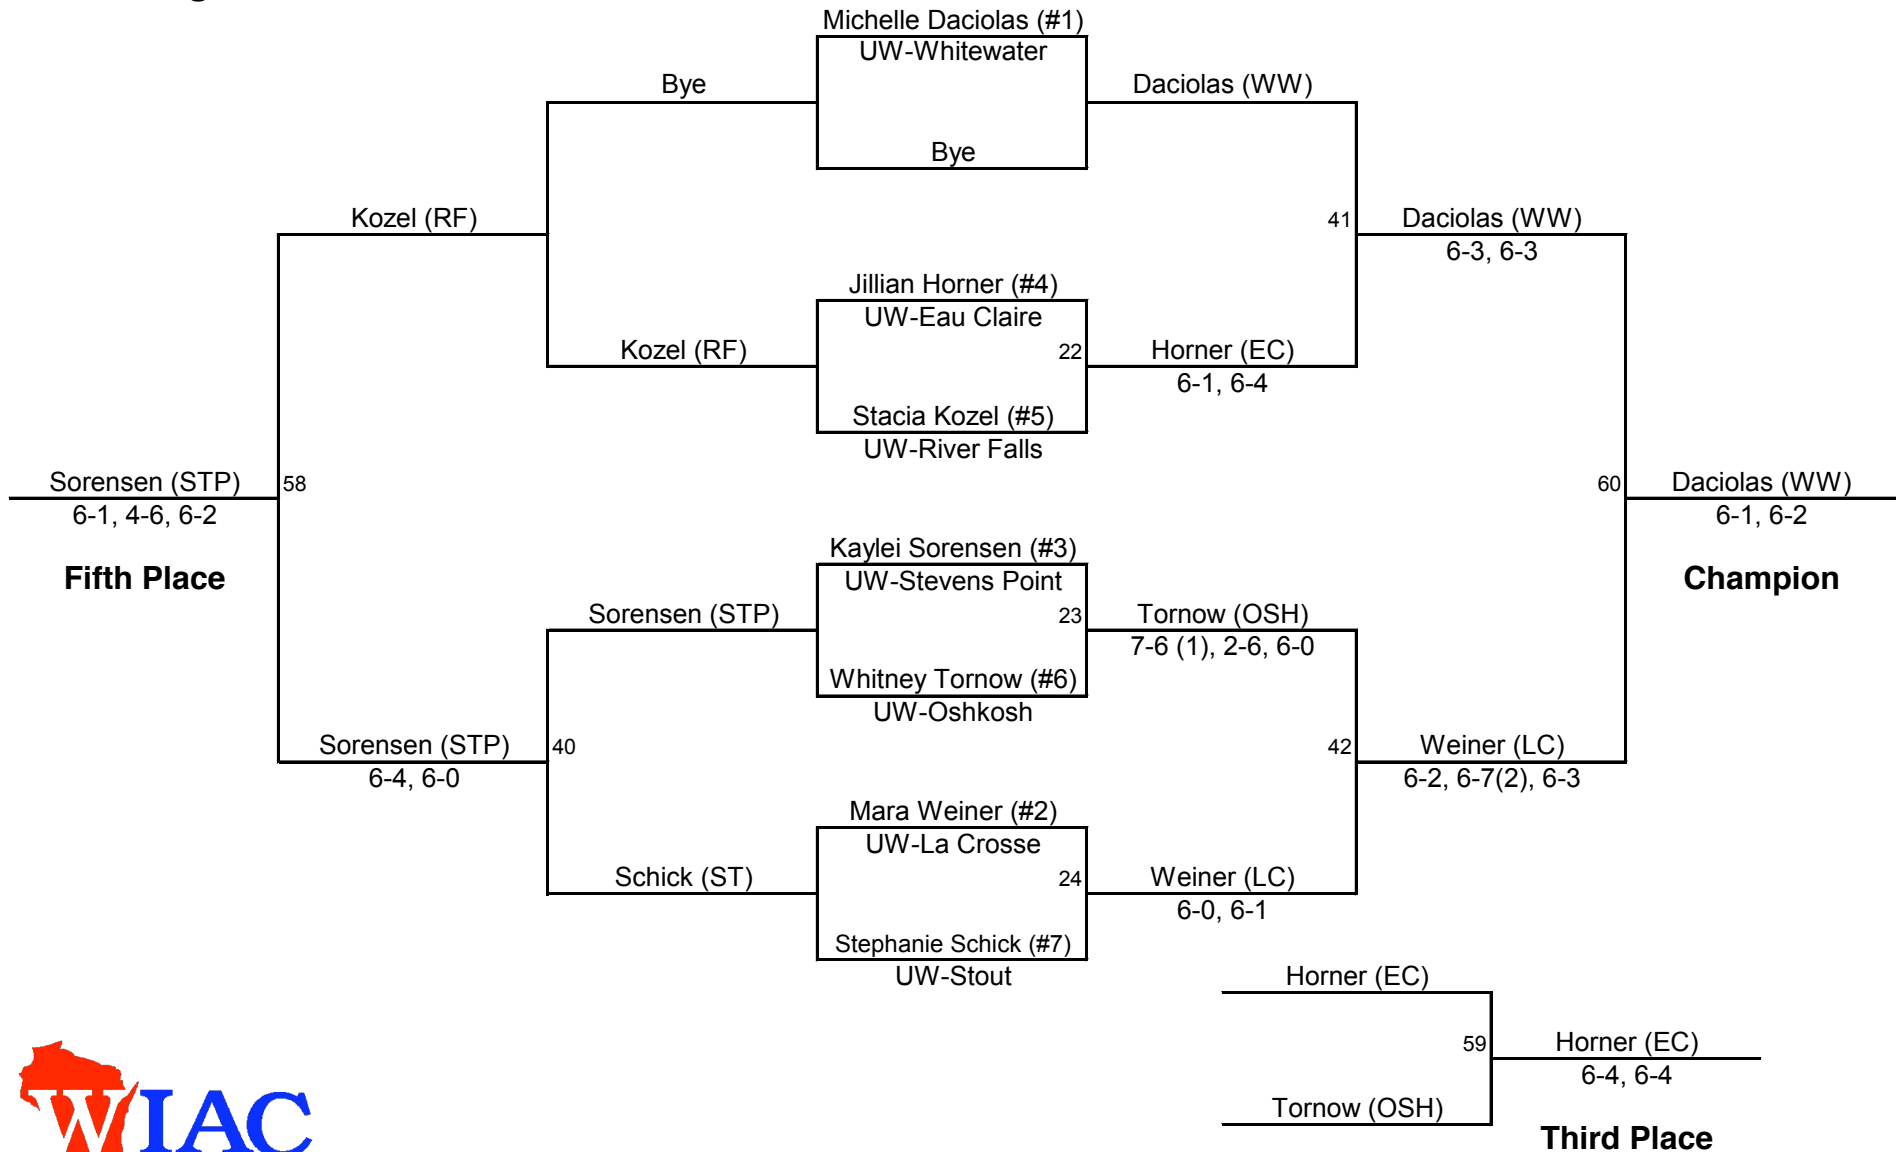 Michelle Daciolas (#1)
UW-Whitewater
Bye
Daciolas (WW)
Bye
Kozel (RF)
41
Daciolas (WW)
6-3, 6-3
Jillian Horner (#4)
UW-Eau Claire
Kozel (RF)
22
Horner (EC)
6-1, 6-4
Stacia Kozel (#5)
UW-River Falls
Sorensen (STP)
58
6-1, 4-6, 6-2
60
Daciolas (WW)
6-1, 6-2
Fifth Place
Kaylei Sorensen (#3)
UW-Stevens Point
Champion
Sorensen (STP)
23
Tornow (OSH)
7-6 (1), 2-6, 6-0
Whitney Tornow (#6)
UW-Oshkosh
Sorensen (STP)
40
6-4, 6-0
42
Weiner (LC)
6-2, 6-7(2), 6-3
Mara Weiner (#2)
UW-La Crosse
Schick (ST)
24
Weiner (LC)
6-0, 6-1
Stephanie Schick (#7)
UW-Stout
Horner (EC)
59
Horner (EC)
6-4, 6-4
Tornow (OSH)
Third Place
WIAC